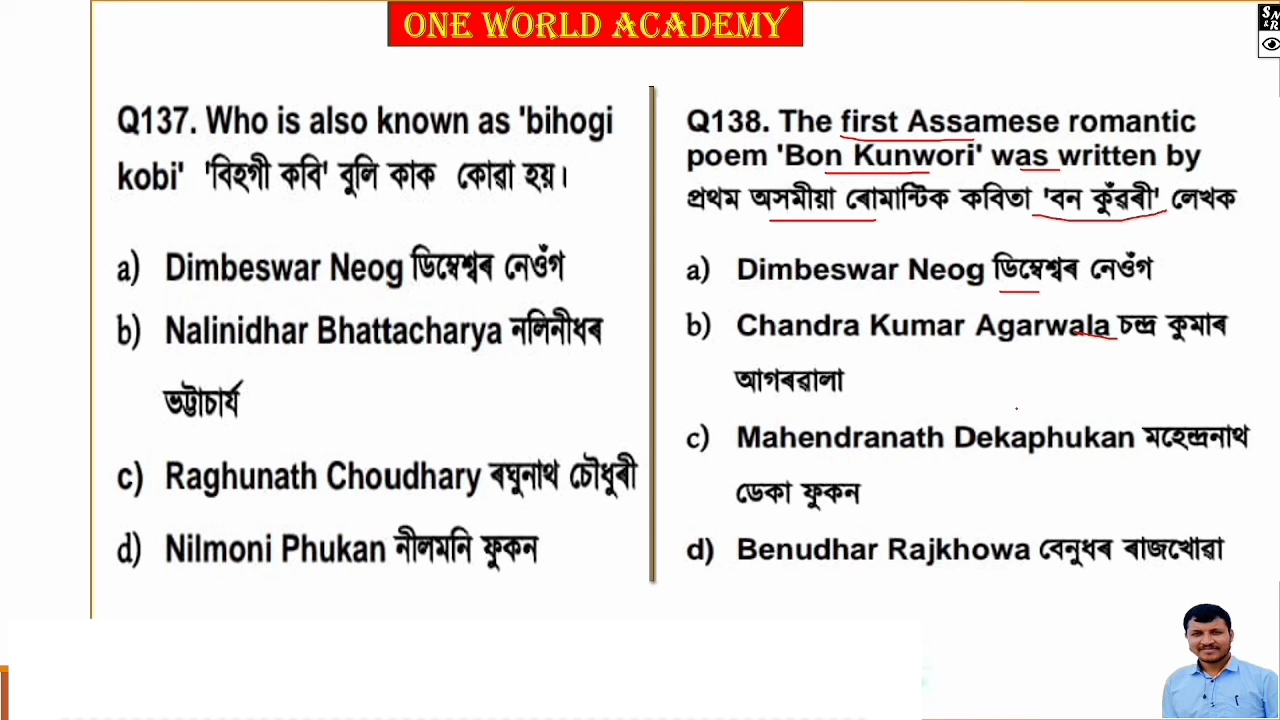 ONE WORLD ACADEMY
SN
&R
Q137. Who is also known as 'bihogi
kobi' 'বিহগী কবি' বুলি কাক কোৱা হয়।
a) Dimbeswar Neog ডিম্বেশ্বৰ নেওঁগ
b) Nalinidhar Bhattacharya নলিনীধৰ
ভট্টাচাৰ্য
c) Raghunath Choudhary ৰঘুনাথ চৌধুৰী
d) Nilmoni Phukan নীলমনি ফুকন
Q138. The first Assamese romantic
poem 'Bon Kunwori' was written by
প্ৰথম অসমীয়া ৰোমান্টিক কবিতা 'বন কুঁৱৰী' লেখক
a) Dimbeswar Neog ডিম্বেশ্বৰ নেওঁগ
b) Chandra Kumar Agarwala চন্দ্ৰ কুমাৰ
আগৰৱালা
c) Mahendranath Dekaphukan মহেন্দ্ৰনাথ
ডেকা ফুকন
d) Benudhar Rajkhowa বেনুধৰ ৰাজখোৱা